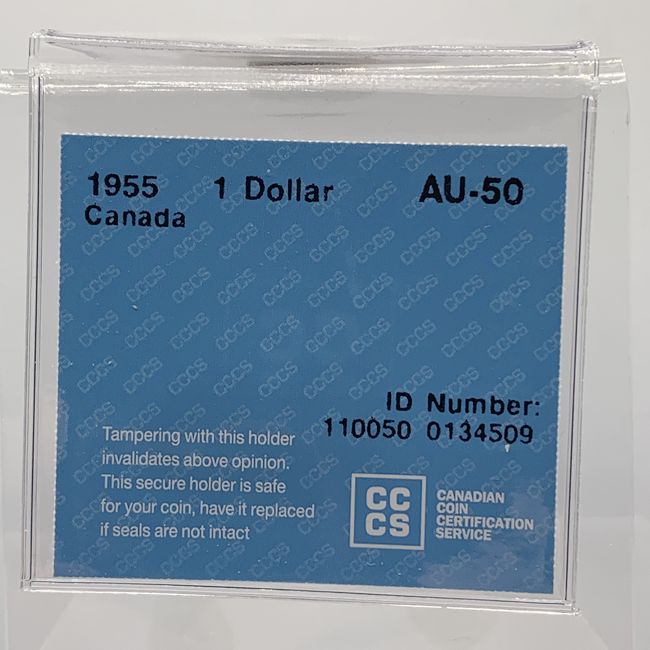 1955 1 Dollar AU-50
Canada
ID Number:
110050 0134509
Tampering with this holder
invalidates above opinion.
This secure holder is safe
for your coin, have it replaced
if seals are not intact
CC
CS
CANADIAN
COIN
CERTIFICATION
SERVICE